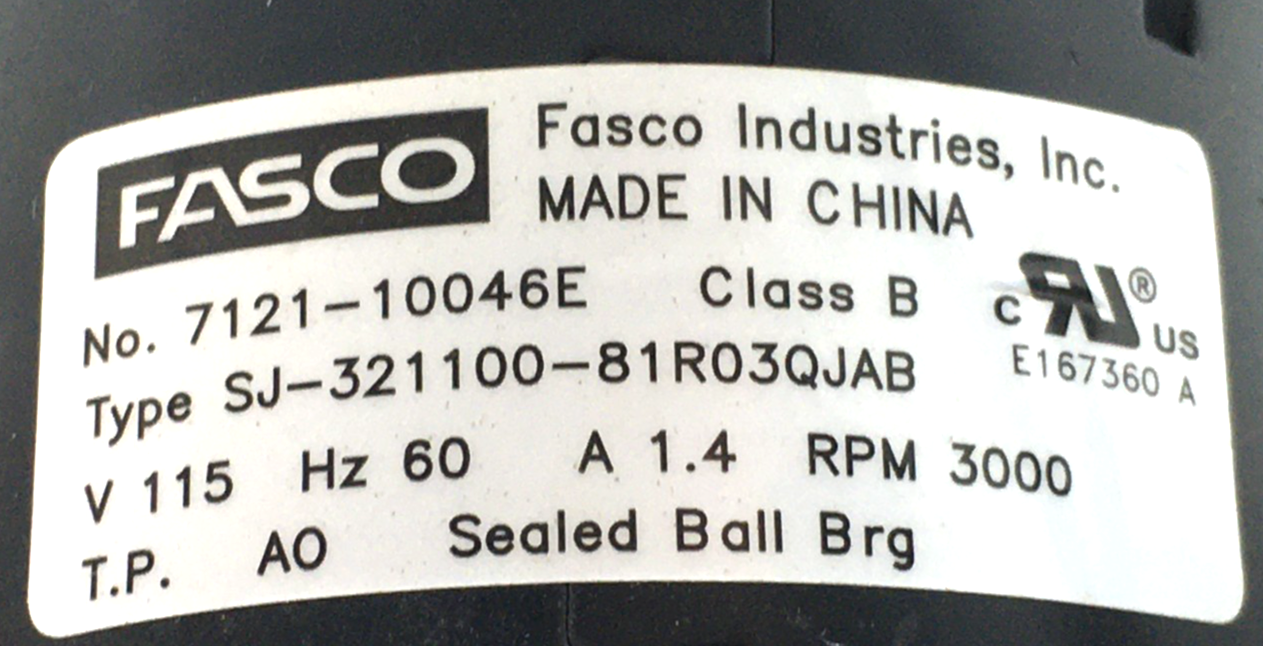 FASCO
Fasco Industries, Inc.
MADE IN CHINA
No. 7121-10046E Class B
c RU ® US
Type SJ-321100-81R03QJAB
E167360 A
V 115 Hz 60 A 1.4 RPM 3000
T.P. AO Sealed Ball Brg